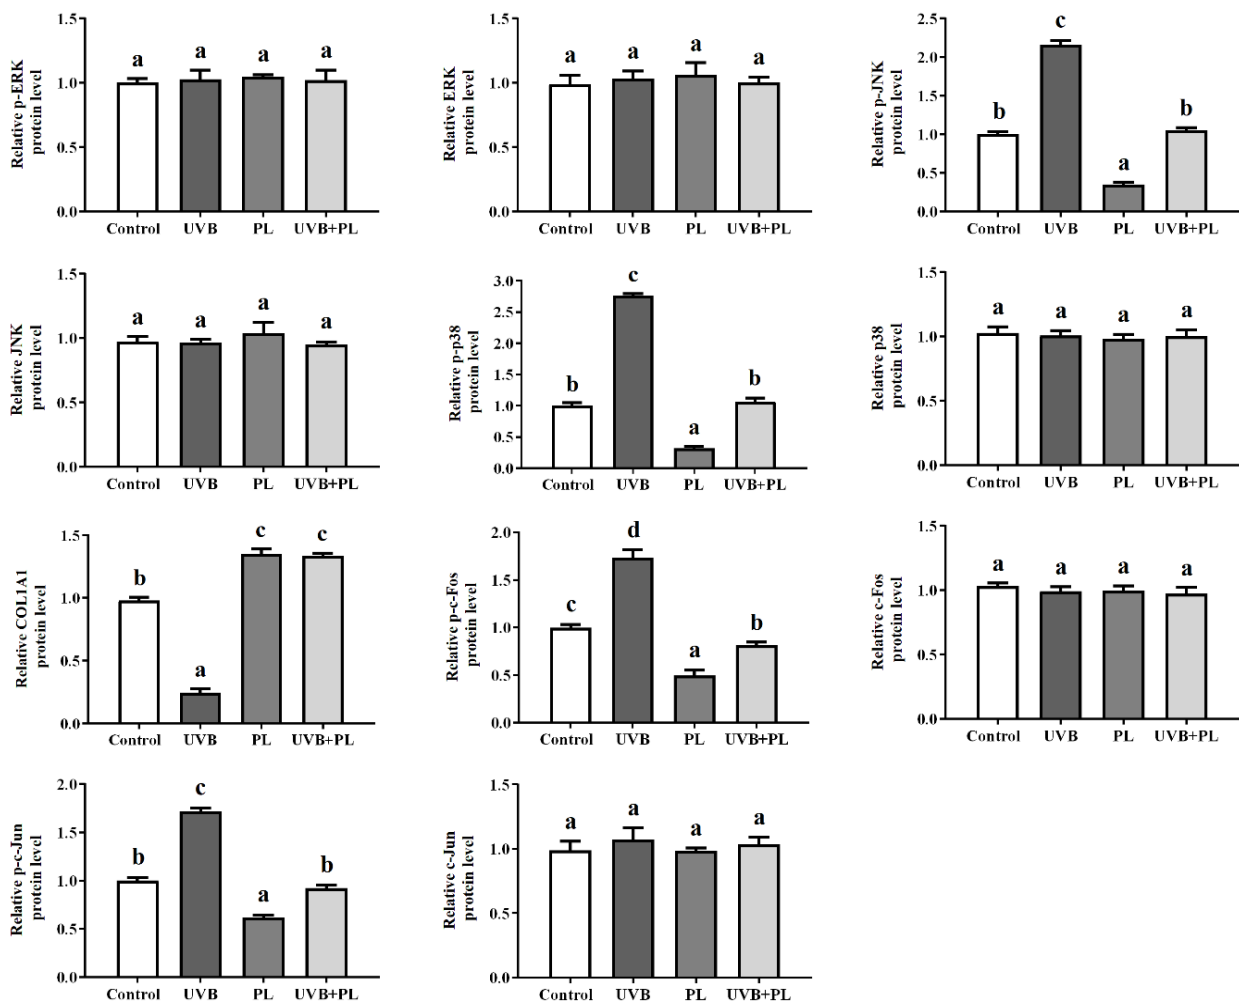 Relative p-ERK
protein level
1.5
1.0
0.5
0.0
a a a a
Control UVB PL UVB+PL
Relative ERK
protein level
1.5
1.0
0.5
0.0
a a a a
Control UVB PL UVB+PL
Relative p-JNK
protein level
2.5
2.0
1.5
1.0
0.5
0.0
b c a b
Control UVB PL UVB+PL
Relative JNK
protein level
1.5
1.0
0.5
0.0
a a a a
Control UVB PL UVB+PL
Relative p-p38
protein level
3.0
2.5
2.0
1.5
1.0
0.5
0.0
b c a b
Control UVB PL UVB+PL
Relative p38
protein level
1.5
1.0
0.5
0.0
a a a a
Control UVB PL UVB+PL
Relative COL1A1
protein level
1.5
1.0
0.5
0.0
b a c c
Control UVB PL UVB+PL
Relative p-c-Fos
protein level
2.0
1.5
1.0
0.5
0.0
c d a b
Control UVB PL UVB+PL
Relative c-Fos
protein level
1.5
1.0
0.5
0.0
a a a a
Control UVB PL UVB+PL
Relative p-c-Jun
protein level
2.0
1.5
1.0
0.5
0.0
b c a b
Control UVB PL UVB+PL
Relative c-Jun
protein level
1.5
1.0
0.5
0.0
a a a a
Control UVB PL UVB+PL